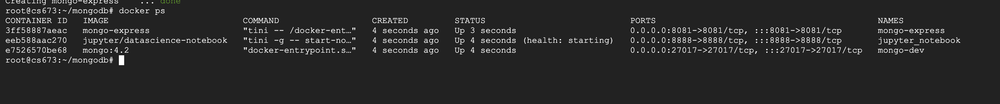 Creating mongo-express    ... done
root@cs673:~/mongodb# docker ps
CONTAINER ID   IMAGE                         COMMAND                  CREATED         STATUS                            PORTS                                           NAMES
3ff58887aeac   mongo-express                 "tini -- /docker-ent…"   4 seconds ago   Up 3 seconds                      0.0.0.0:8081->8081/tcp, :::8081->8081/tcp       mongo-express
eeb588aac270   jupyter/datascience-notebook   "tini -g -- start-no…"   4 seconds ago   Up 4 seconds (health: starting)   0.0.0.0:8888->8888/tcp, :::8888->8888/tcp       jupyter_notebook
e7526570be68   mongo:4.2                     "docker-entrypoint.s…"   4 seconds ago   Up 4 seconds                      0.0.0.0:27017->27017/tcp, :::27017->27017/tcp   mongo-dev
root@cs673:~/mongodb#